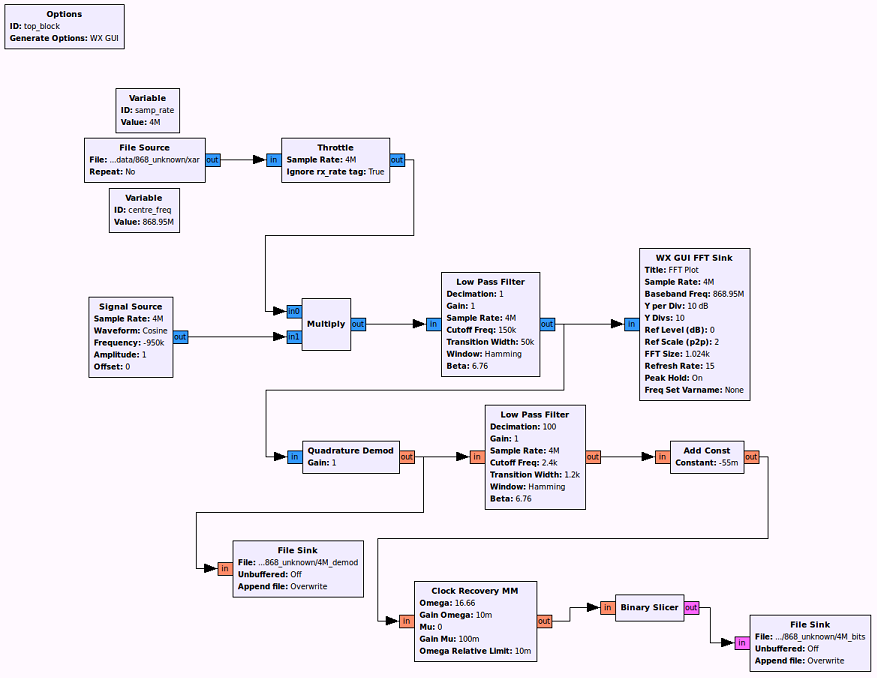 Options
ID: top_block
Generate Options: WX GUI
Variable
ID: samp_rate
Value: 4M
File Source
File: ...data/868_unknown/xar
Repeat: No
out
in
Throttle
Sample Rate: 4M
Ignore rx_rate tag: True
out
Variable
ID: centre_freq
Value: 868.95M
Signal Source
Sample Rate: 4M
Waveform: Cosine
Frequency: -950k
Amplitude: 1
Offset: 0
out
in0
in1
Multiply
out
in
Low Pass Filter
Decimation: 1
Gain: 1
Sample Rate: 4M
Cutoff Freq: 150k
Transition Width: 50k
Window: Hamming
Beta: 6.76
out
in
WX GUI FFT Sink
Title: FFT Plot
Sample Rate: 4M
Baseband Freq: 868.95M
Y per Div: 10 dB
Y Divs: 10
Ref Level (dB): 0
Ref Scale (p2p): 2
FFT Size: 1.024k
Refresh Rate: 15
Peak Hold: On
Freq Set Varname: None
in
Quadrature Demod
Gain: 1
out
in
Low Pass Filter
Decimation: 100
Gain: 1
Sample Rate: 4M
Cutoff Freq: 2.4k
Transition Width: 1.2k
Window: Hamming
Beta: 6.76
out
in
Add Const
Constant: -55m
out
in
File Sink
File: ...868_unknown/4M_demod
Unbuffered: Off
Append file: Overwrite
in
Clock Recovery MM
Omega: 16.66
Gain Omega: 10m
Mu: 0
Gain Mu: 100m
Omega Relative Limit: 10m
out
in
Binary Slicer
out
in
File Sink
File: .../868_unknown/4M_bits
Unbuffered: Off
Append file: Overwrite